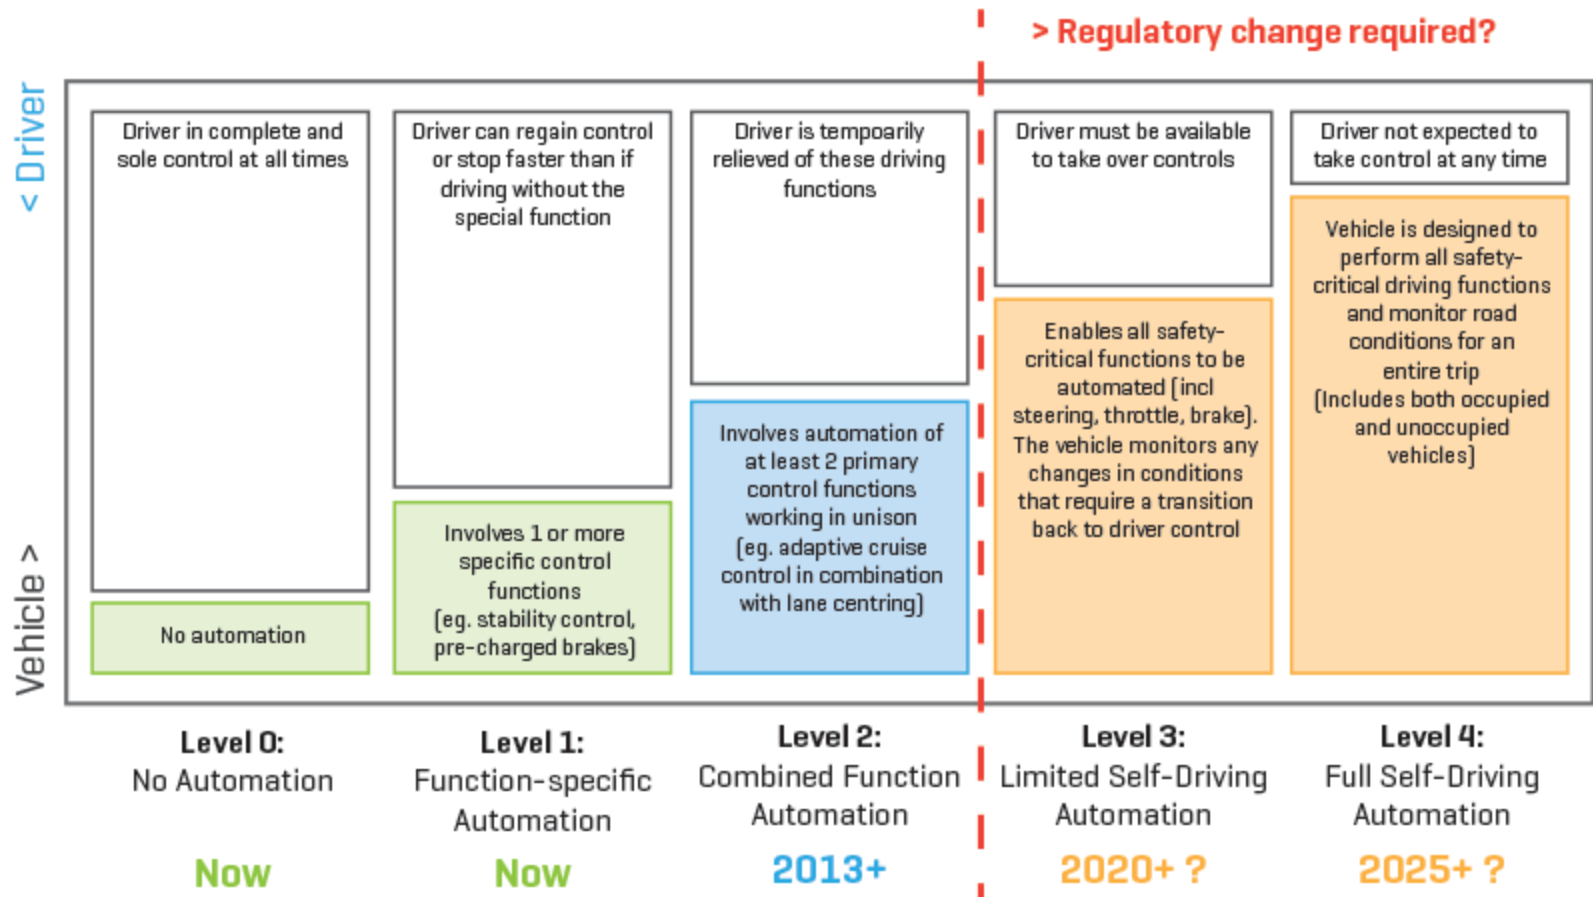 > Regulatory change required?
< Driver
Vehicle >
Driver in complete and
sole control at all times
No automation
Level 0:
No Automation
Now
Driver can regain control
or stop faster than if
driving without the
special function
Involves 1 or more
specific control
functions
(eg. stability control,
pre-charged brakes)
Level 1:
Function-specific
Automation
Now
Driver is tempoarily
relieved of these driving
functions
Involves automation of
at least 2 primary
control functions
working in unison
(eg. adaptive cruise
control in combination
with lane centring)
Level 2:
Combined Function
Automation
2013+
Driver must be available
to take over controls
Enables all safety-
critical functions to be
automated (incl
steering, throttle, brake).
The vehicle monitors any
changes in conditions
that require a transition
back to driver control
Level 3:
Limited Self-Driving
Automation
2020+ ?
Driver not expected to
take control at any time
Vehicle is designed to
perform all safety-
critical driving functions
and monitor road
conditions for an
entire trip
(Includes both occupied
and unoccupied
vehicles)
Level 4:
Full Self-Driving
Automation
2025+ ?